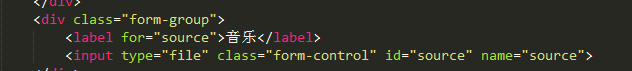 </div>
<div class="form-group">
<label for="source">音乐</label>
<input type="file" class="form-control" id="source" name="source">
</div>